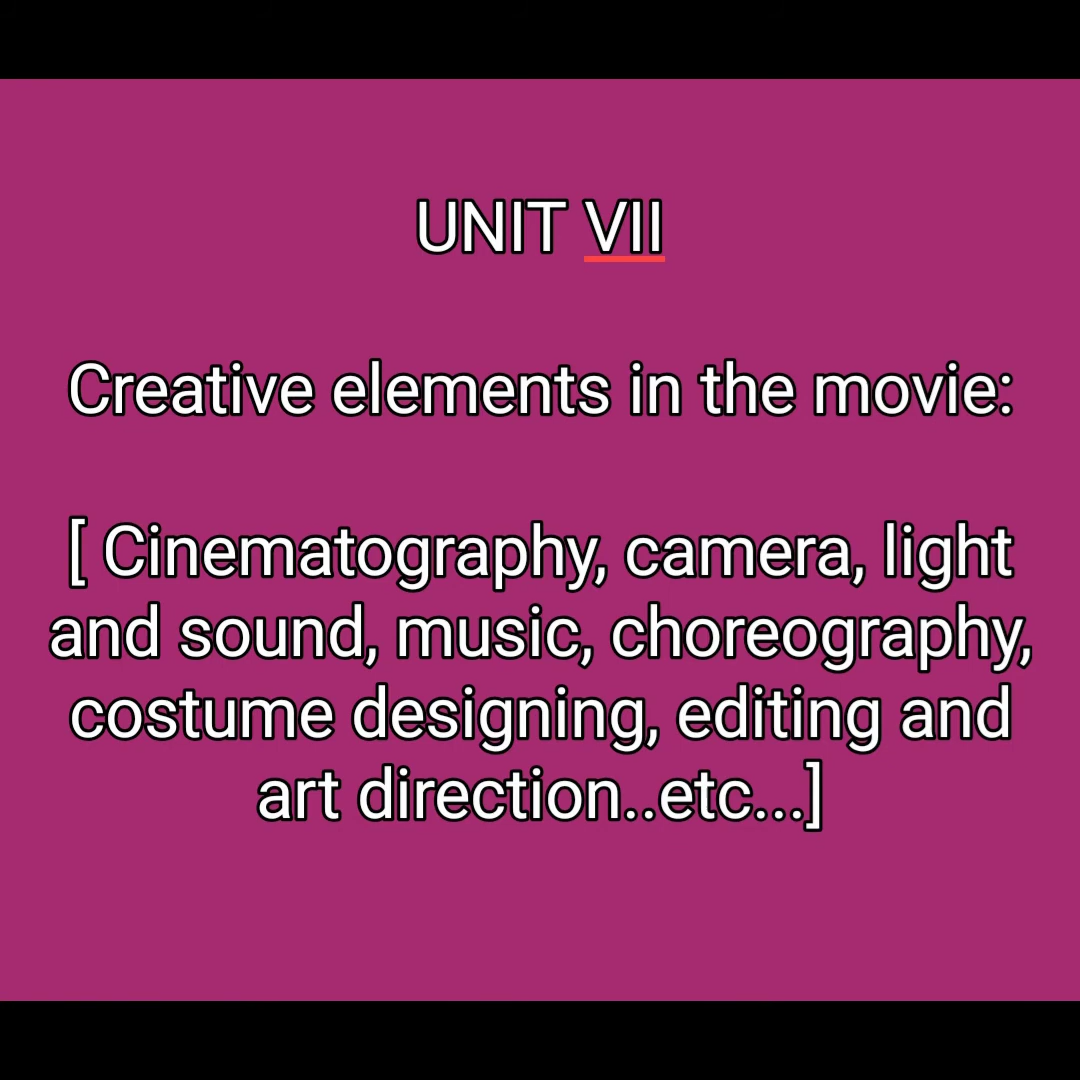 UNIT VII
Creative elements in the movie:
[ Cinematography, camera, light
and sound, music, choreography,
costume designing, editing and
art direction..etc...]